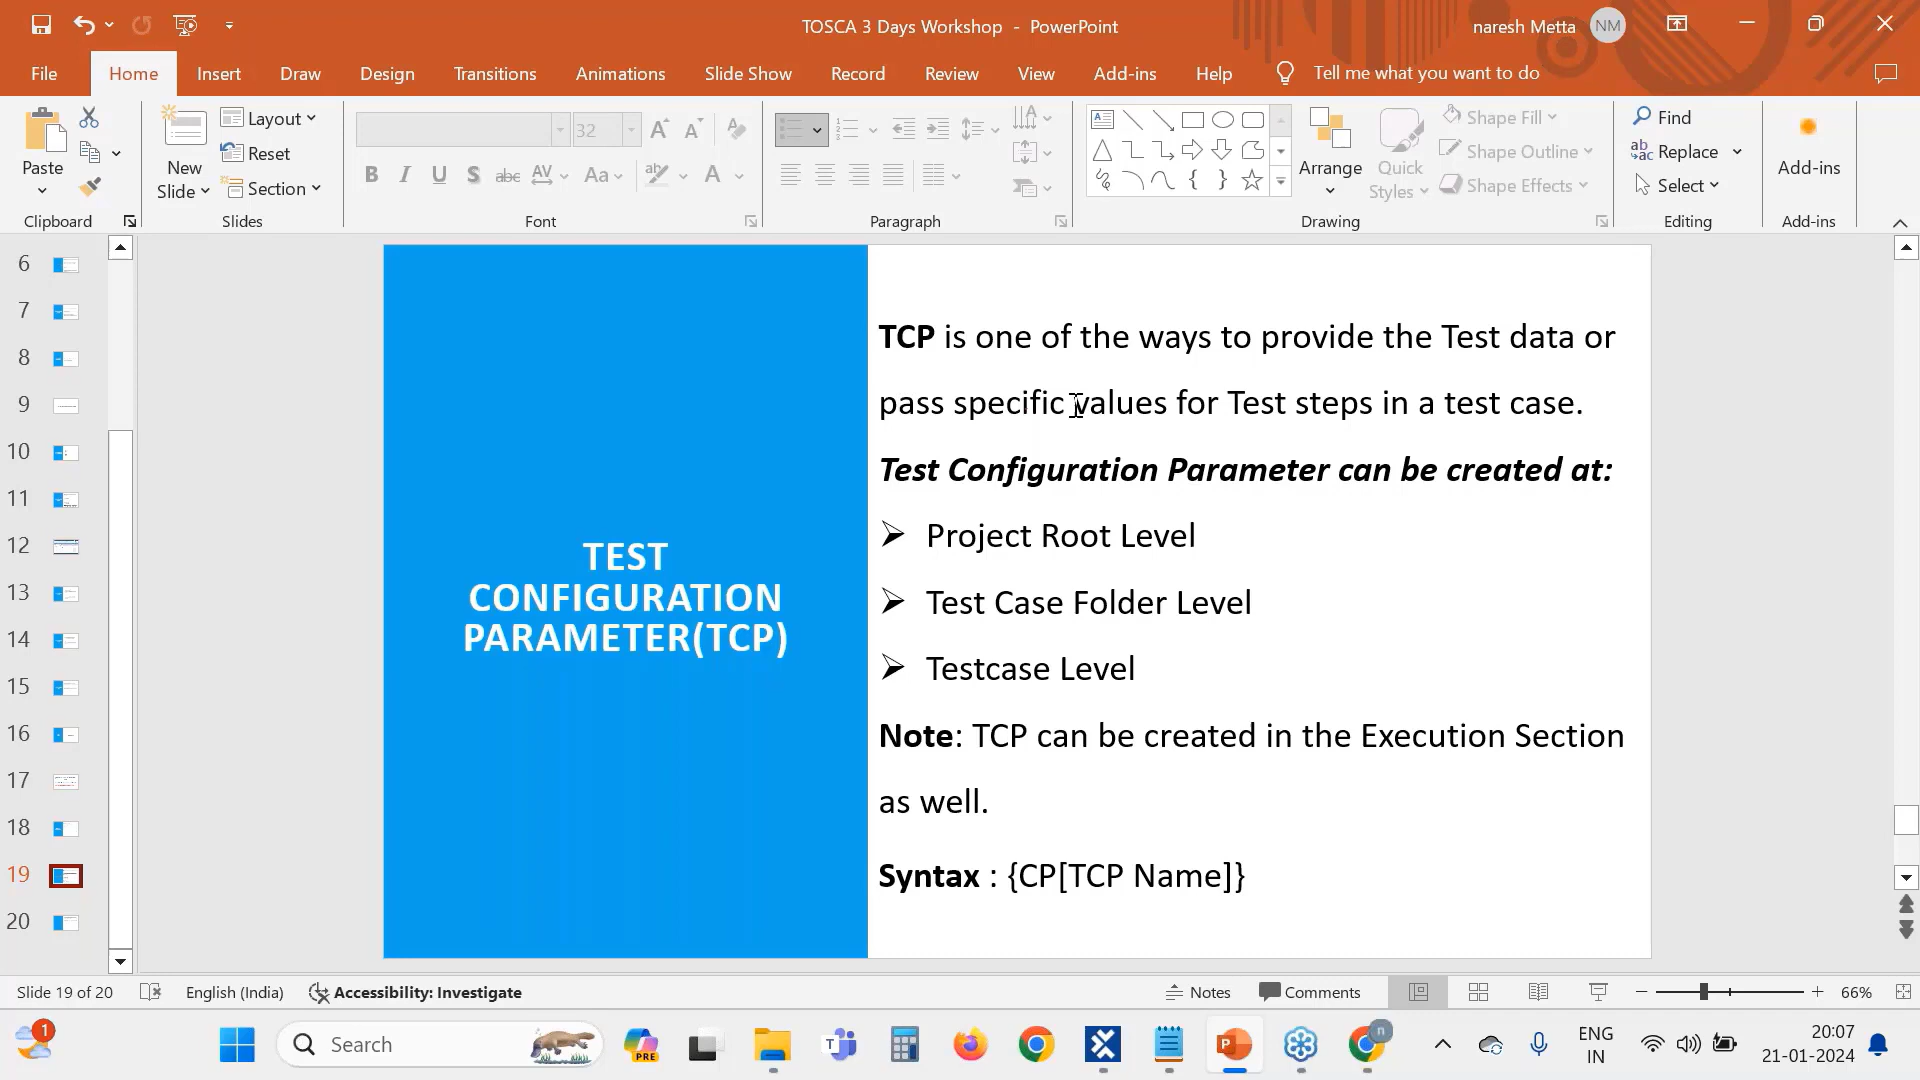 TOSCA 3 Days Workshop - PowerPoint
naresh Metta
NM
File
Home
Insert
Draw
Design
Transitions
Animations
Slide Show
Record
Review
View
Add-ins
Help
Tell me what you want to do
Paste
Clipboard
New Slide
Layout
Reset
Section
Slides
32
B I U S abc AV Aa A
Font
Paragraph
Arrange
Quick Styles
Shape Fill
Shape Outline
Shape Effects
Drawing
Find
Replace
Select
Editing
Add-ins
Add-ins
6
7
8
9
10
11
12
13
14
15
16
17
18
19
20
TEST
CONFIGURATION
PARAMETER(TCP)
TCP is one of the ways to provide the Test data or
pass specific values for Test steps in a test case.
Test Configuration Parameter can be created at:
➢ Project Root Level
➢ Test Case Folder Level
➢ Testcase Level
Note: TCP can be created in the Execution Section
as well.
Syntax : {CP[TCP Name]}
Slide 19 of 20
English (India)
Accessibility: Investigate
Notes
Comments
66%
1
Search
PRE
n
ENG
IN
20:07
21-01-2024